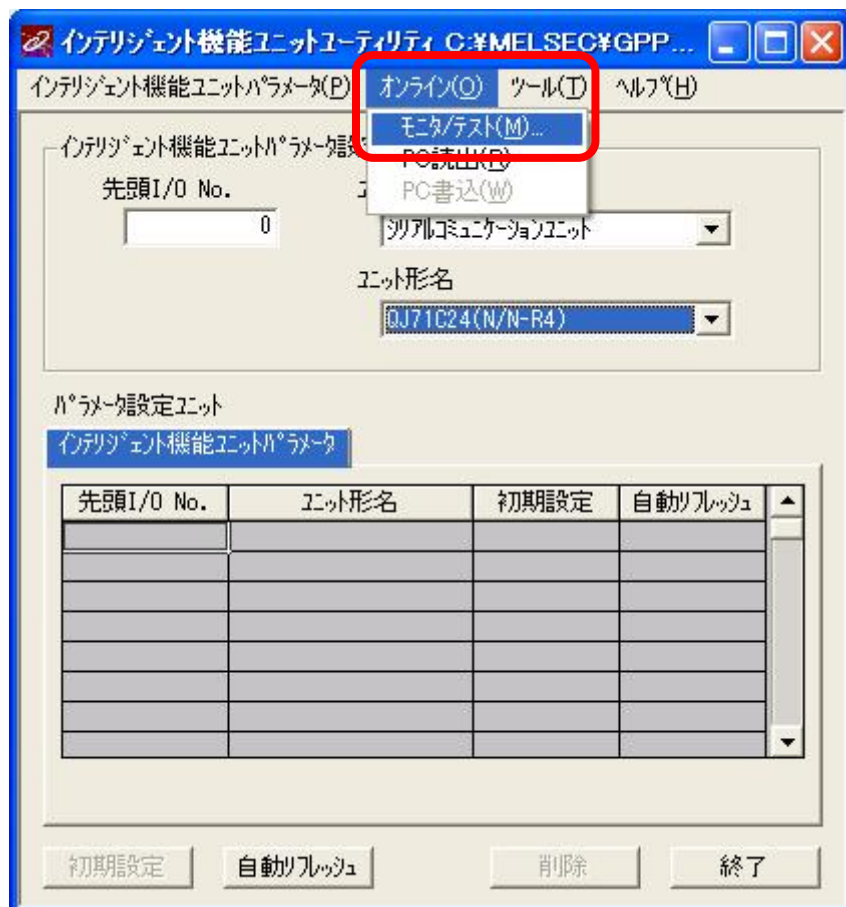 インテリジェント機能ユニットユーティリティ C:¥MELSEC¥GPP...
インテリジェント機能ユニットパラメータ(P) オンライン(O) ツール(T) ヘルプ(H)
モニタ/テスト(M)...
PC読出(R)
PC書込(W)
インテリジェント機能ユニットパラメータ設
先頭I/O No.
0
シリアルコミュニケーションユニット
ユニット形名
QJ71C24(N/N-R4)
パラメータ設定ユニット
インテリジェント機能ユニットパラメータ
先頭I/O No. ユニット形名 初期設定 自動リフレッシュ
初期設定 自動リフレッシュ 削除 終了